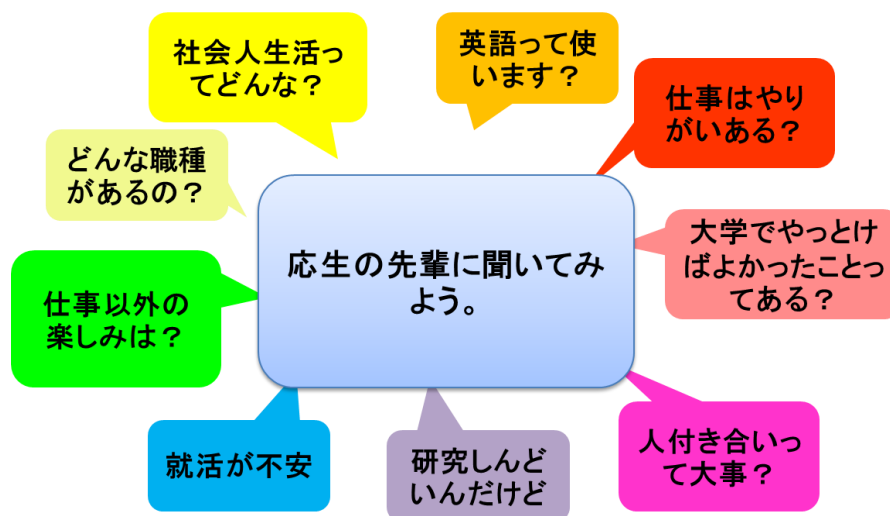 社会人生活っ
てどんな？
英語って使
います？
仕事はやり
がいある？
どんな職種
があるの？
応生の先輩に聞いてみ
よう。
大学でやっとけ
ばよかったことっ
てある？
仕事以外の
楽しみは？
就活が不安
研究しんど
いんだけど
人付き合いっ
て大事？